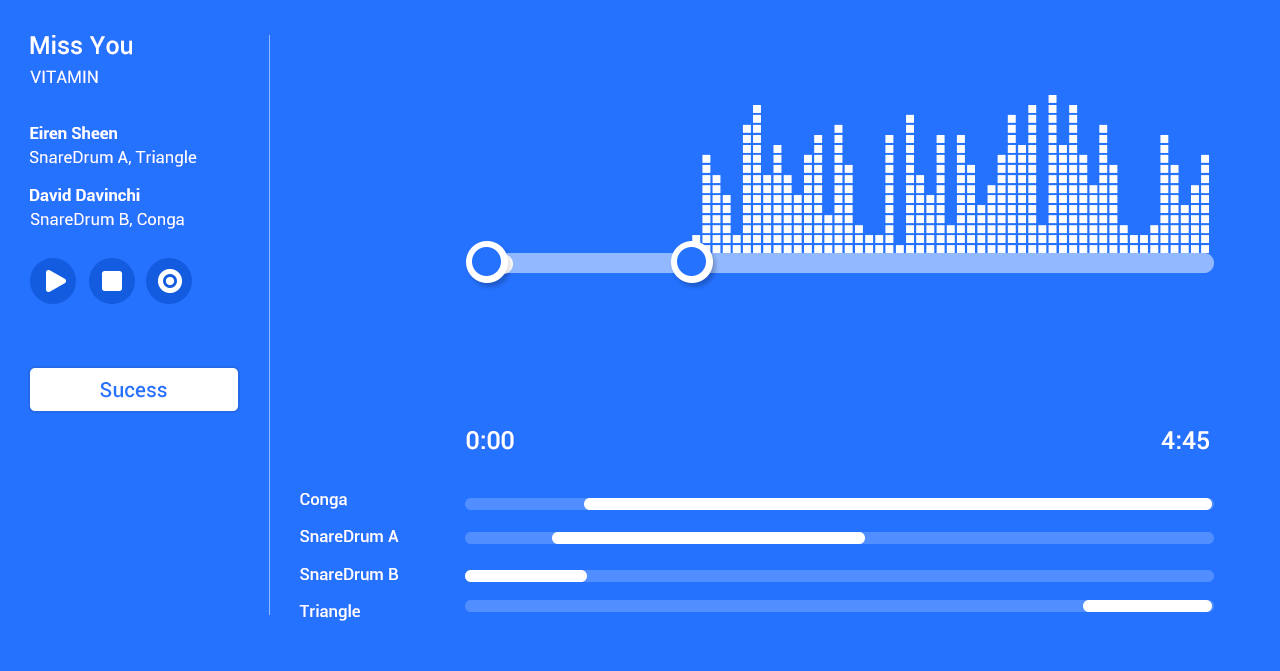 Miss You
VITAMIN
Eiren Sheen
SnareDrum A, Triangle
David Davinchi
SnareDrum B, Conga
Sucess
0:00
4:45
Conga
SnareDrum A
SnareDrum B
Triangle